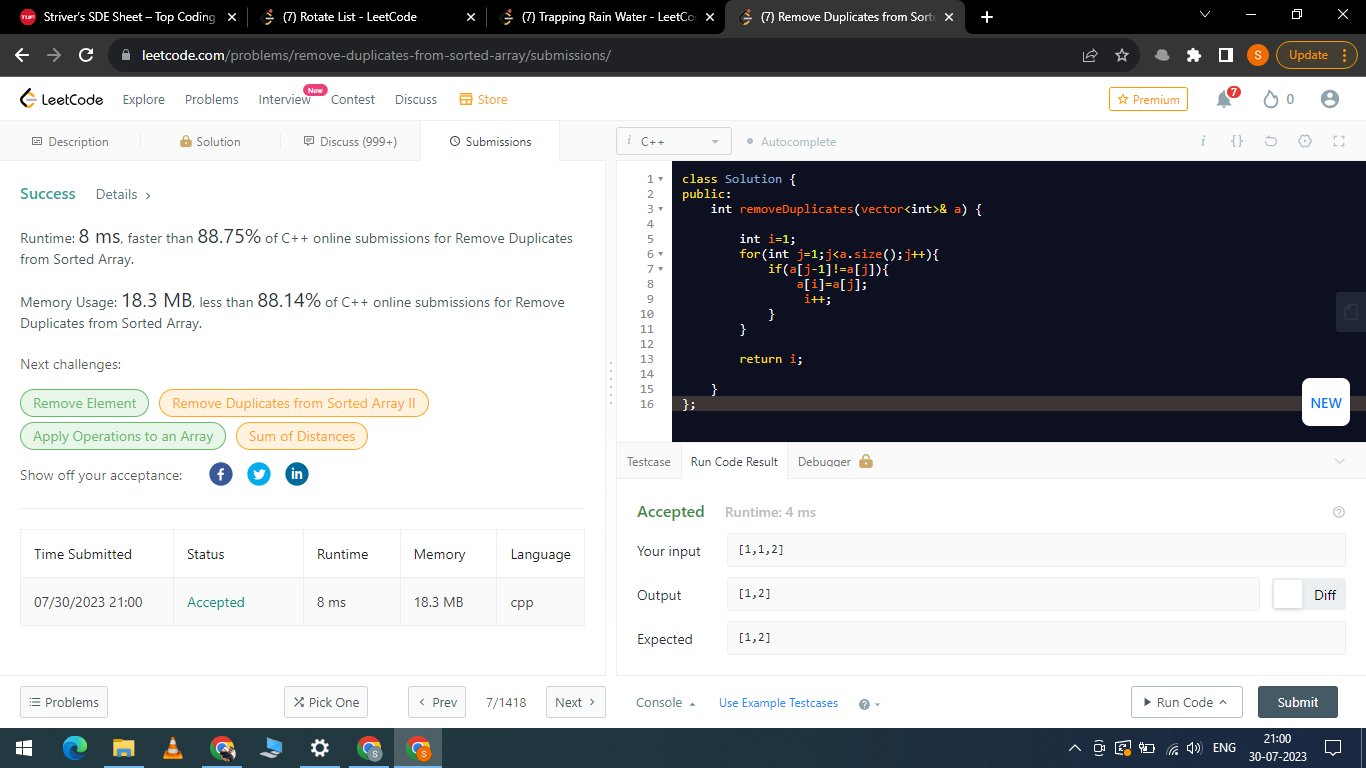 Striver's SDE Sheet – Top Coding
(7) Rotate List - LeetCode
(7) Trapping Rain Water - LeetCo
(7) Remove Duplicates from Sorte
leetcode.com/problems/remove-duplicates-from-sorted-array/submissions/
S
Update
LeetCode
Explore
Problems
Interview
New
Contest
Discuss
Store
Premium
7
0
Description
Solution
Discuss (999+)
Submissions
i C++
Autocomplete
Success
Details
Runtime: 8 ms, faster than 88.75% of C++ online submissions for Remove Duplicates
from Sorted Array.
Memory Usage: 18.3 MB, less than 88.14% of C++ online submissions for Remove
Duplicates from Sorted Array.
Next challenges:
Remove Element
Remove Duplicates from Sorted Array II
Apply Operations to an Array
Sum of Distances
Show off your acceptance:
Time Submitted Status Runtime Memory Language
07/30/2023 21:00 Accepted 8 ms 18.3 MB cpp
Problems
Pick One
Prev
7/1418
Next
1 class Solution {
2 public:
3 int removeDuplicates(vector<int>& a) {
4
5 int i=1;
6 for(int j=1;j<a.size();j++){
7 if(a[j-1]!=a[j]){
8 a[i]=a[j];
9 i++;
10 }
11 }
12
13 return i;
14
15 }
16 };
NEW
Testcase
Run Code Result
Debugger
Accepted
Runtime: 4 ms
Your input
[1,1,2]
Output
[1,2]
Diff
Expected
[1,2]
Console
Use Example Testcases
Run Code
Submit
ENG
21:00
30-07-2023